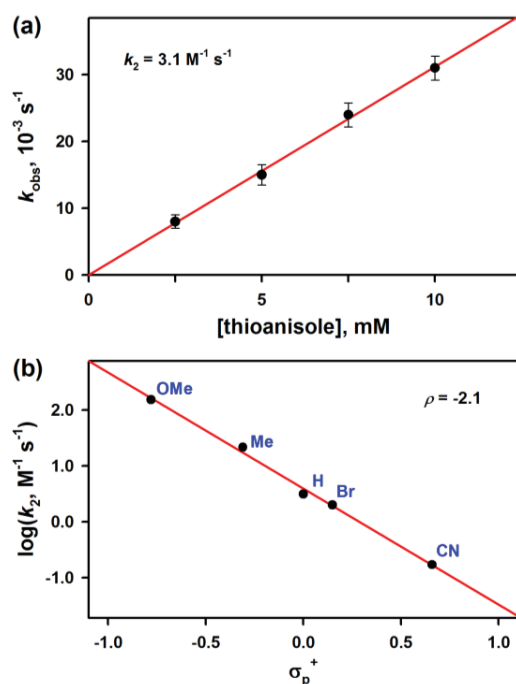 (a)
k₂ = 3.1 M⁻¹ s⁻¹
k_obs, 10⁻³ s⁻¹
30
20
10
0
0 5 10
[thioanisole], mM
(b)
ρ = -2.1
log(k₂, M⁻¹ s⁻¹)
OMe
Me
H
Br
CN
2.0
1.0
0.0
-1.0
-1.0 -0.5 0.0 0.5 1.0
σₚ⁺